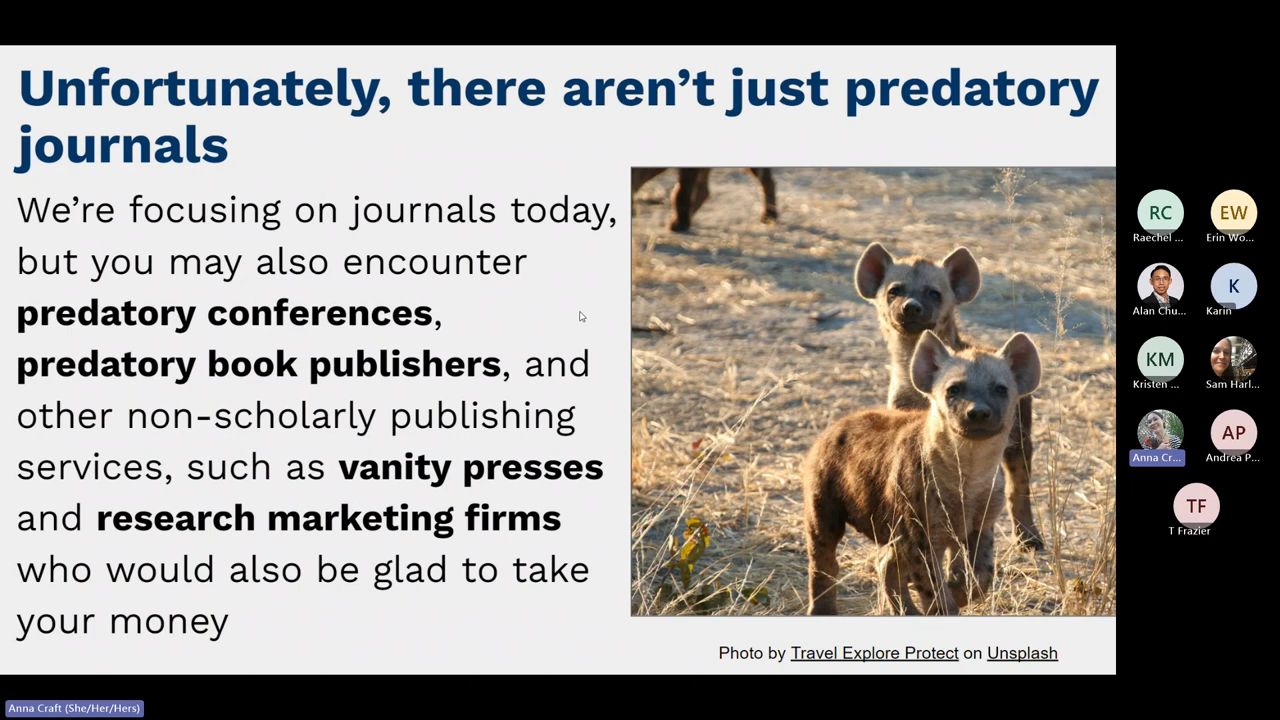 Unfortunately, there aren’t just predatory
journals
We’re focusing on journals today,
but you may also encounter
predatory conferences,
predatory book publishers, and
other non-scholarly publishing
services, such as vanity presses
and research marketing firms
who would also be glad to take
your money
Photo by Travel Explore Protect on Unsplash
RC
Raechel ...
EW
Erin Wo...
Alan Chu...
K
Karin
KM
Kristen ...
Sam Harl...
Anna Cr...
AP
Andrea P...
TF
T Frazier
Anna Craft (She/Her/Hers)